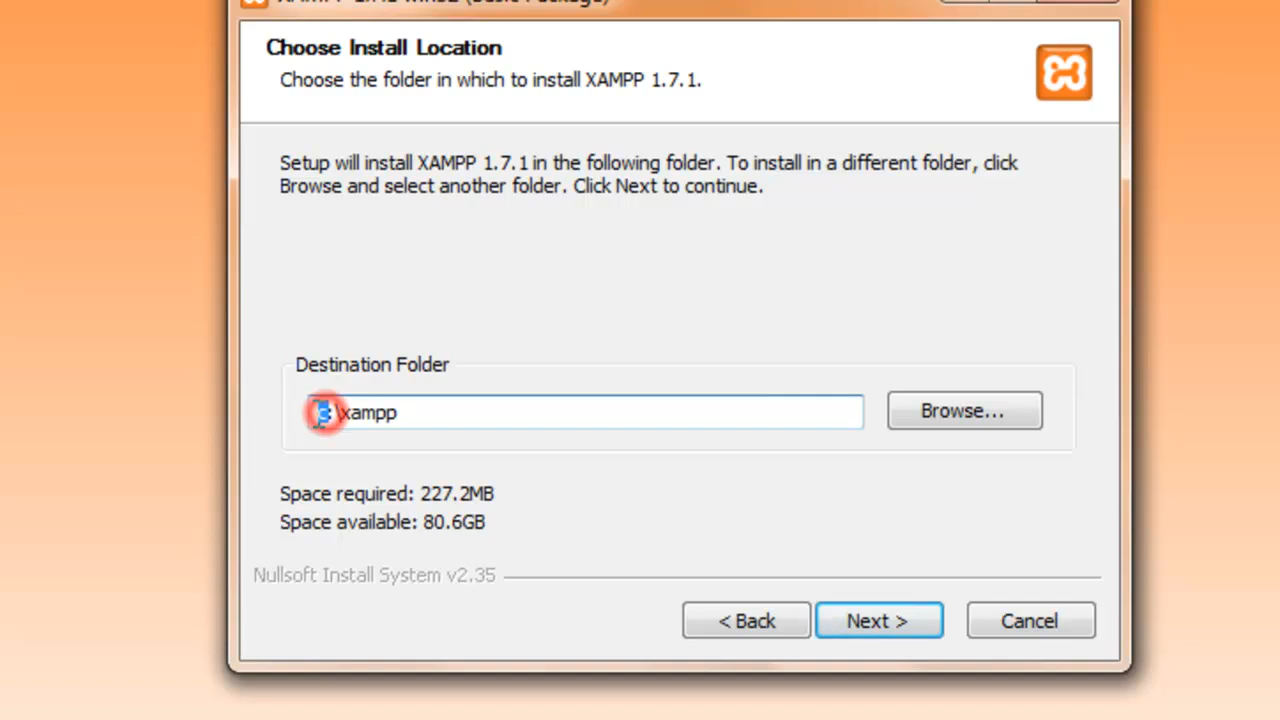 Choose Install Location
Choose the folder in which to install XAMPP 1.7.1.
Setup will install XAMPP 1.7.1 in the following folder. To install in a different folder, click
Browse and select another folder. Click Next to continue.
Destination Folder
\xampp
Browse...
Space required: 227.2MB
Space available: 80.6GB
Nullsoft Install System v2.35
< Back
Next >
Cancel